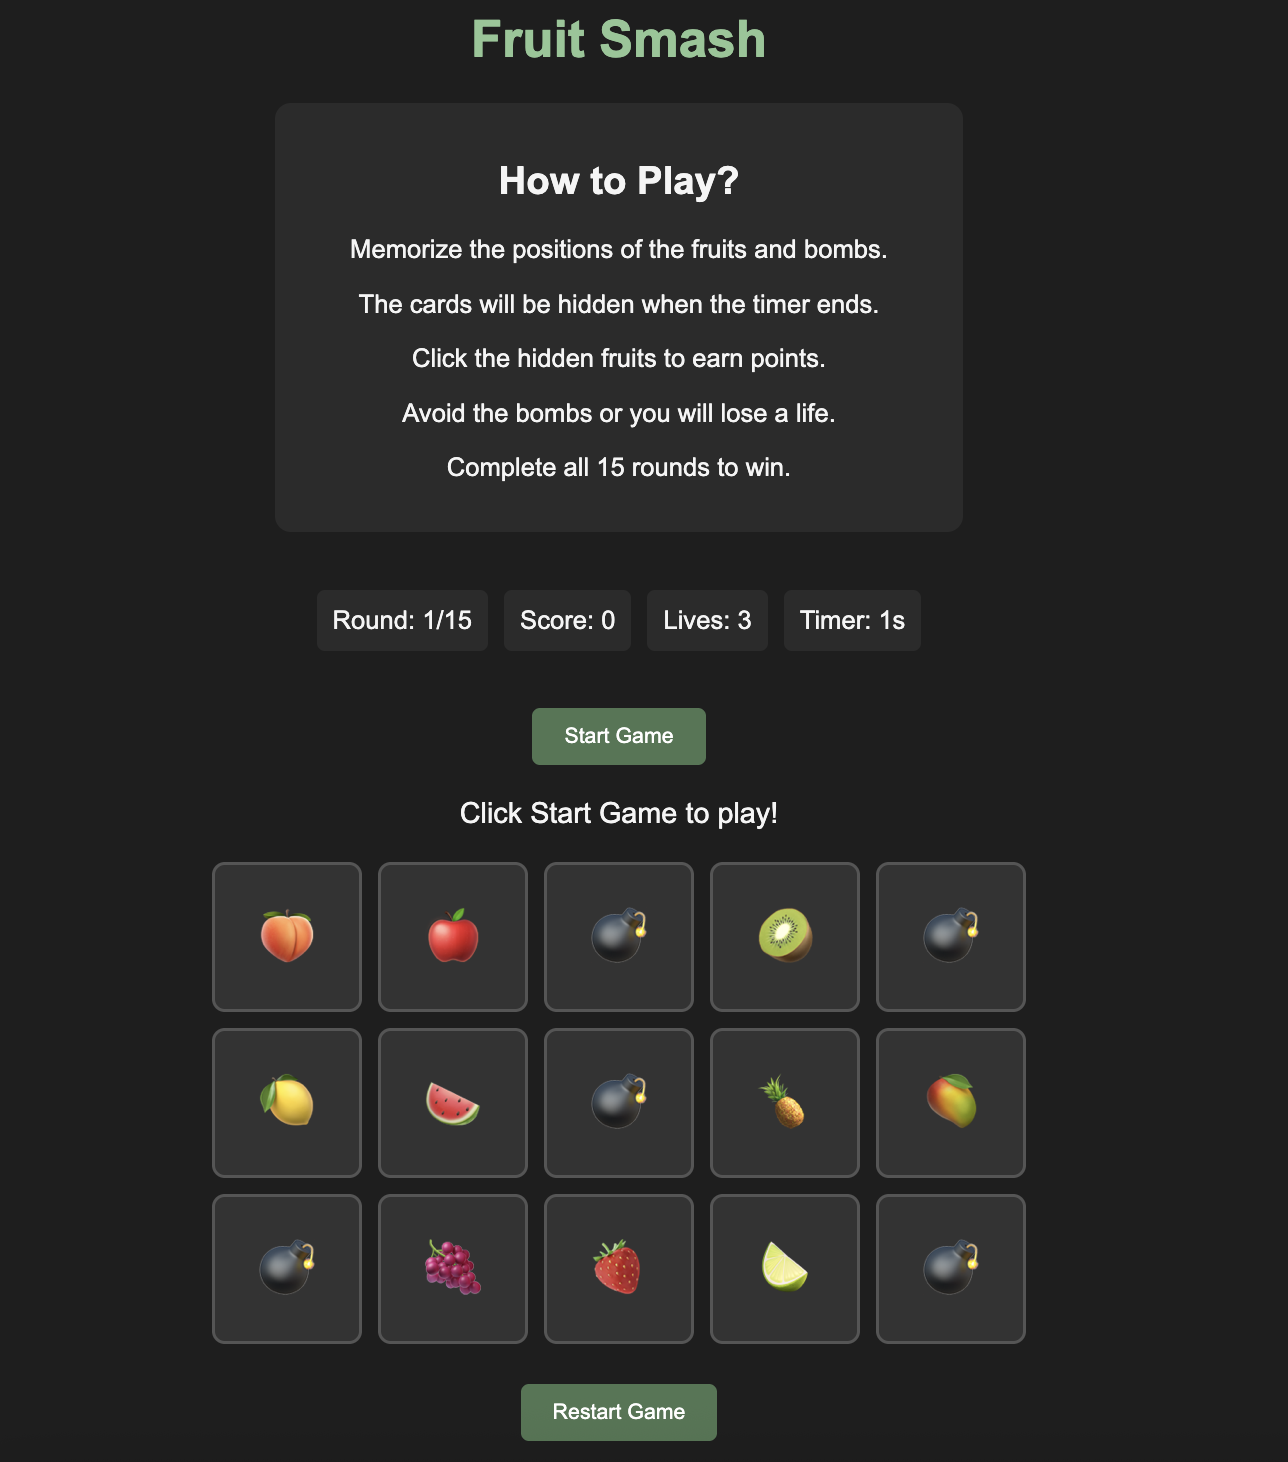 Fruit Smash
How to Play?
Memorize the positions of the fruits and bombs.
The cards will be hidden when the timer ends.
Click the hidden fruits to earn points.
Avoid the bombs or you will lose a life.
Complete all 15 rounds to win.
Round: 1/15 Score: 0 Lives: 3 Timer: 1s
Start Game
Click Start Game to play!
Restart Game